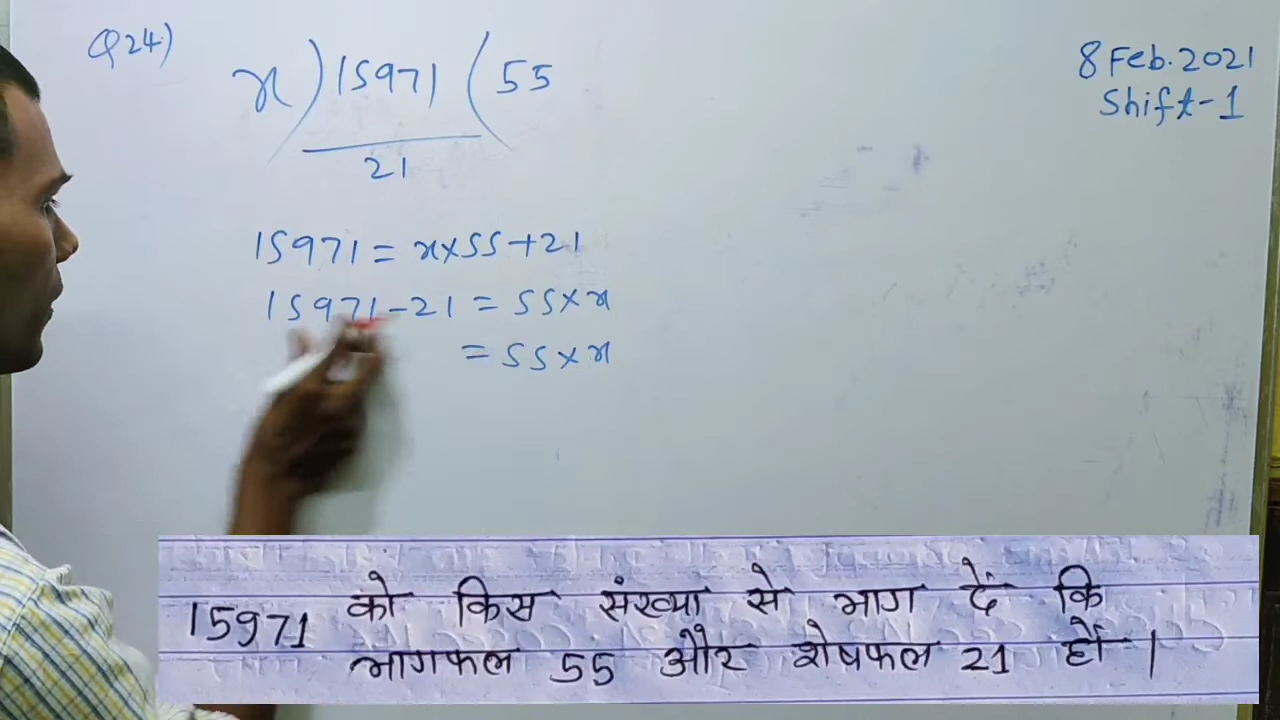 Q24)
x)15971(55
21
8 Feb. 2021
Shift-1
15971 = x×55+21
15971-21 = 55×x
= 55×x
15971 को किस संख्या से भाग दें कि
भागफल 55 और शेषफल 21 हों।